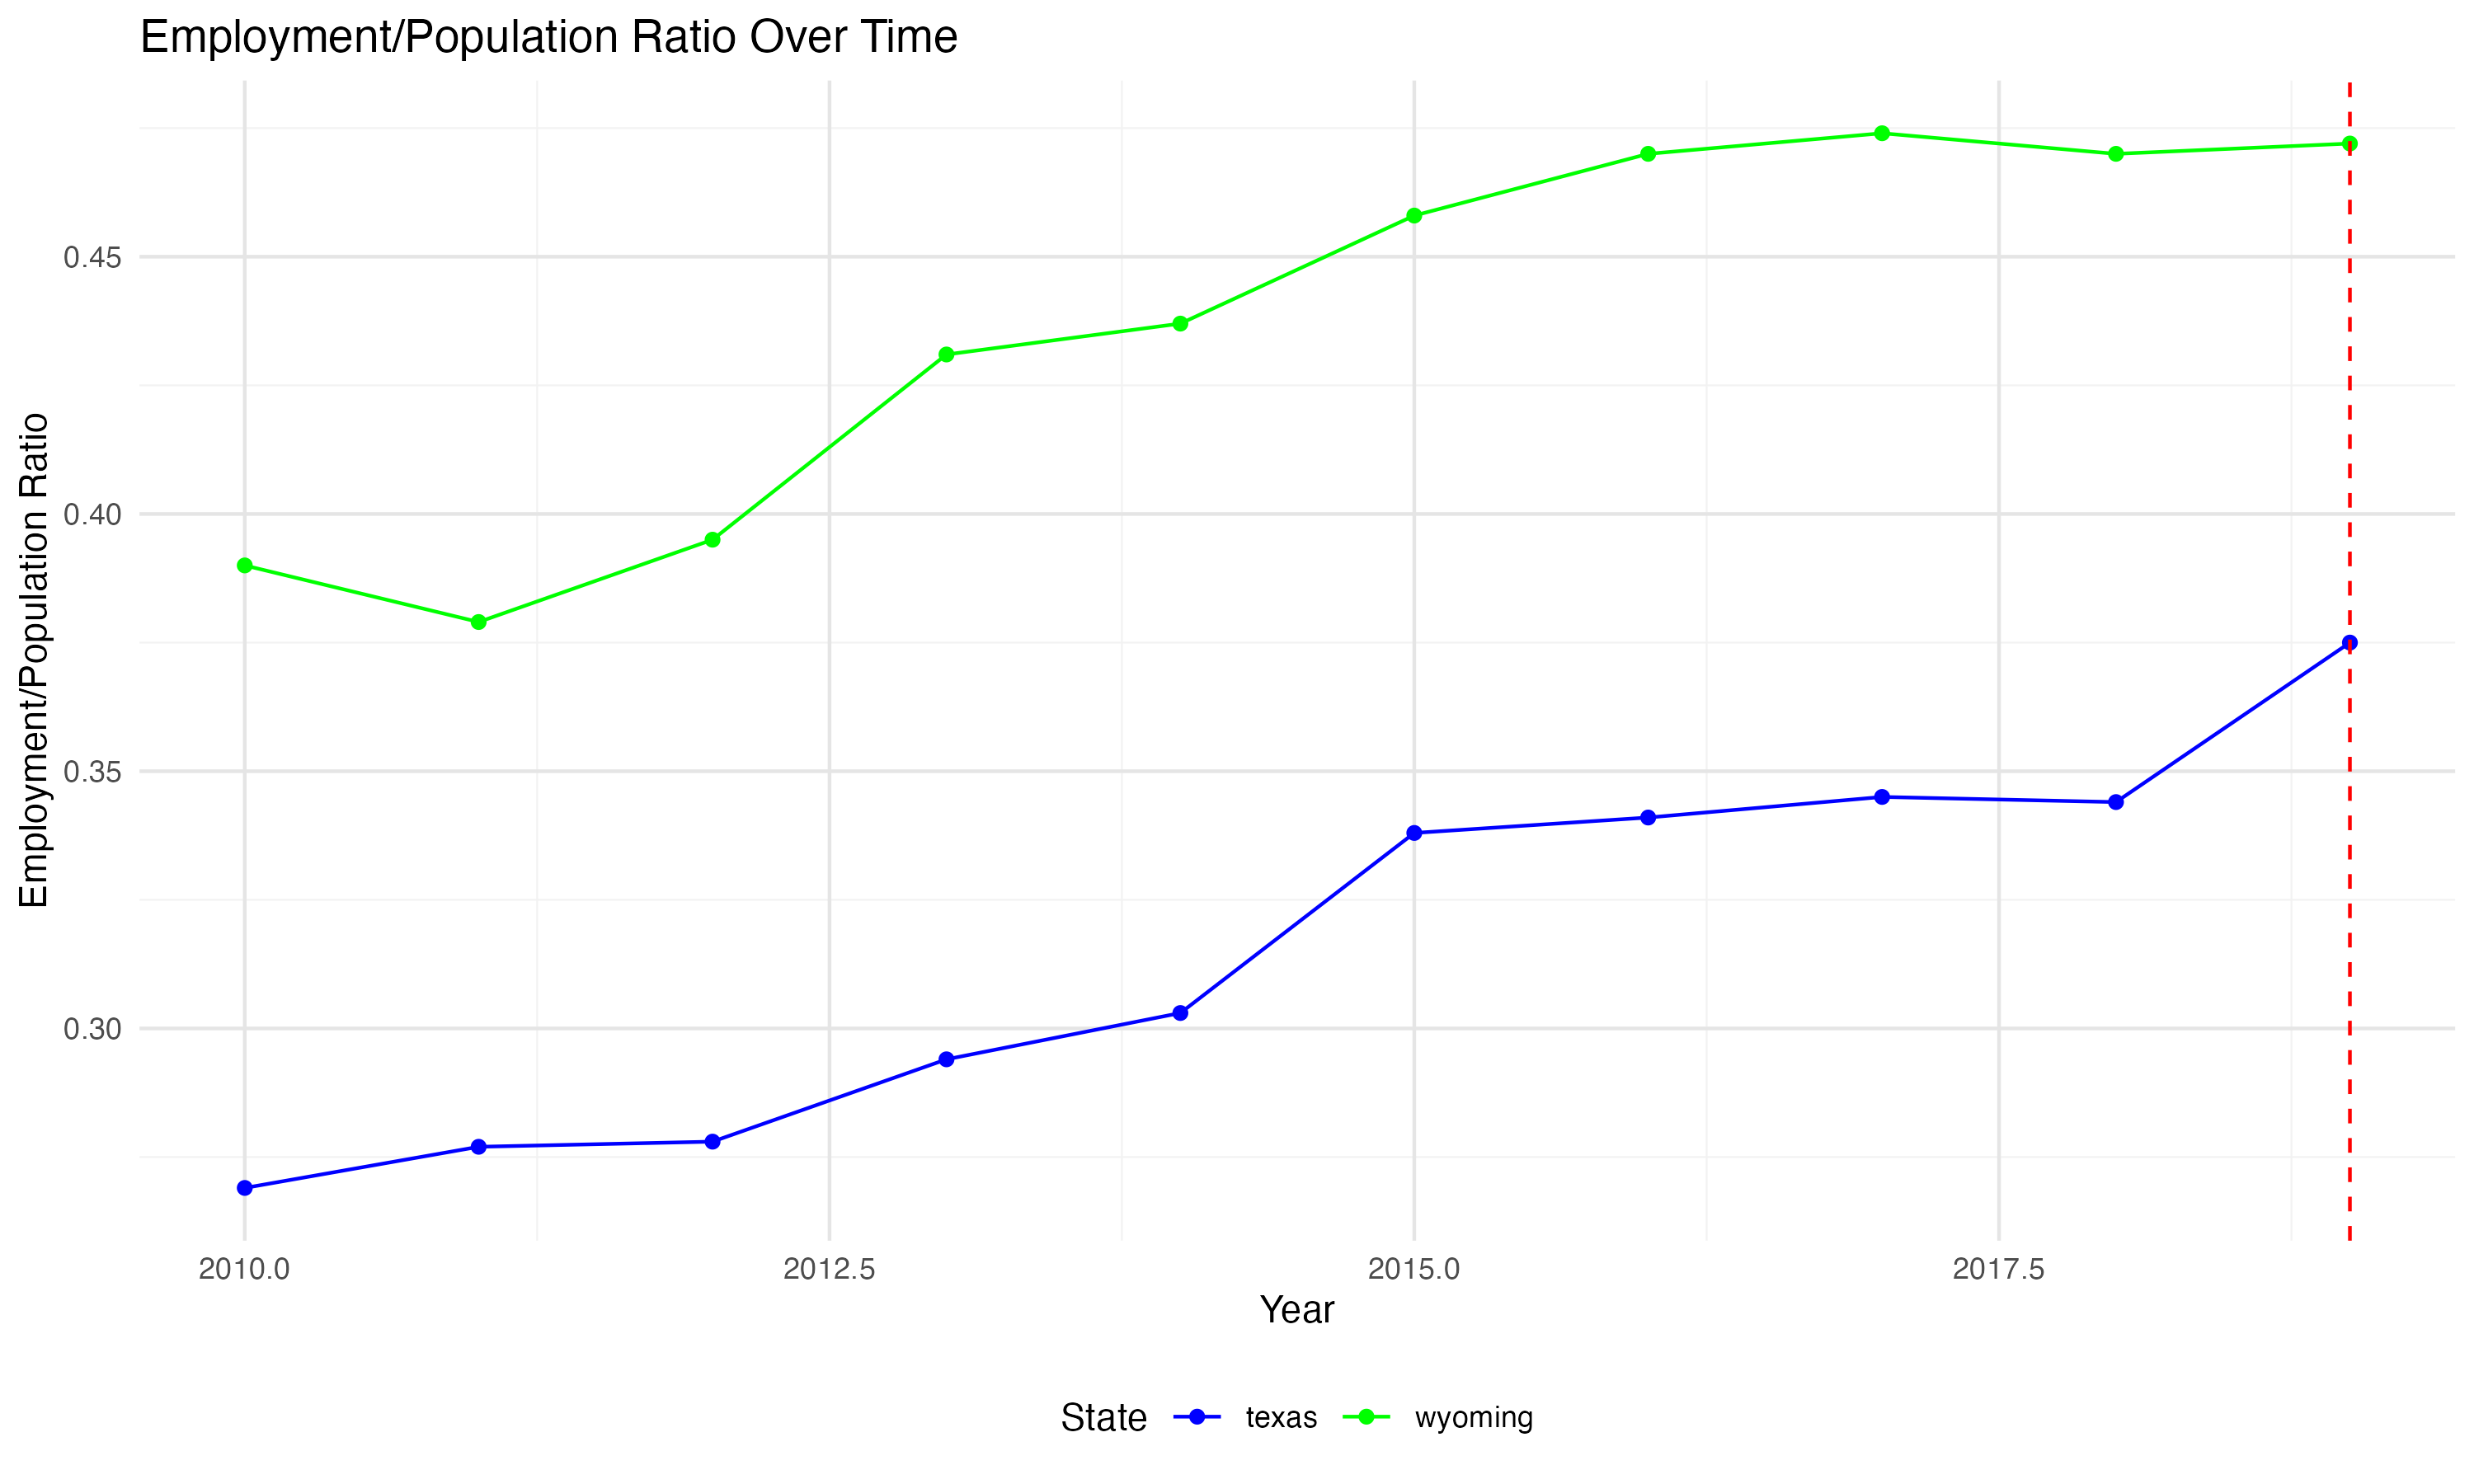 Employment/Population Ratio Over Time
Employment/Population Ratio
0.45
0.40
0.35
0.30
2010.0 2012.5 2015.0 2017.5
Year
State texas wyoming